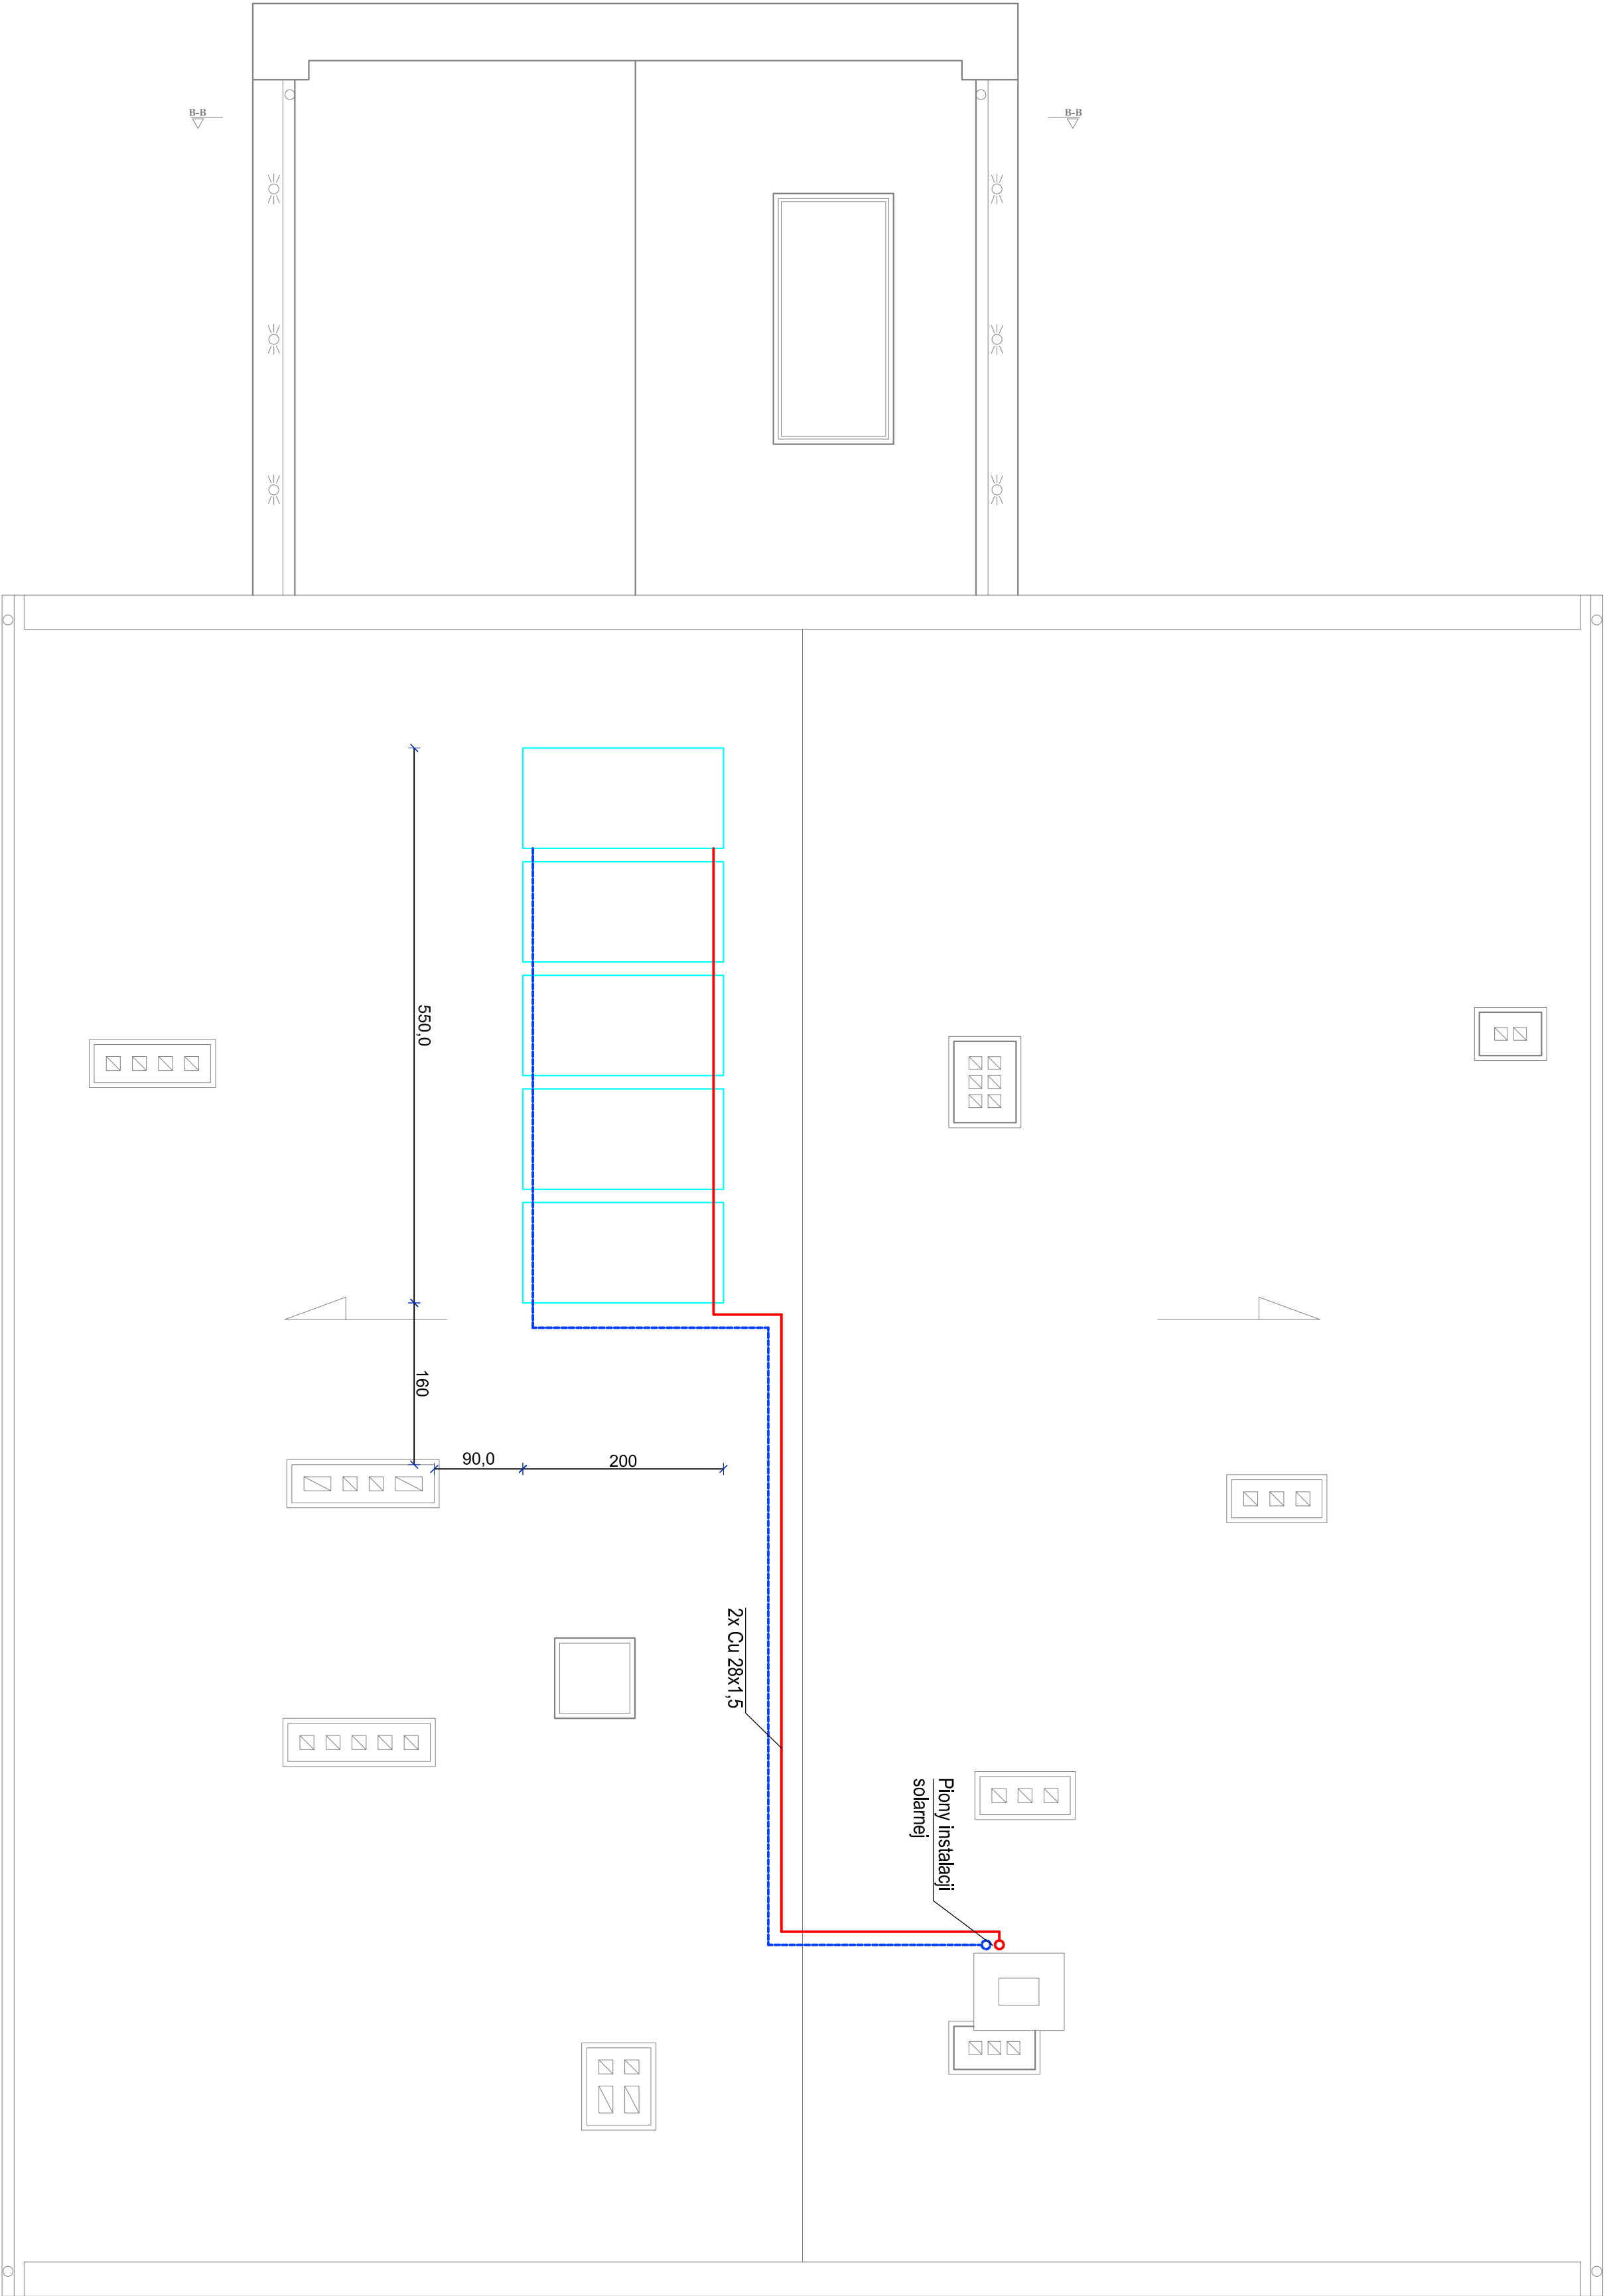 B-B
B-B
550,0
160
90,0
200
2x Cu 28x1,5
Piony instalacji
solarnej